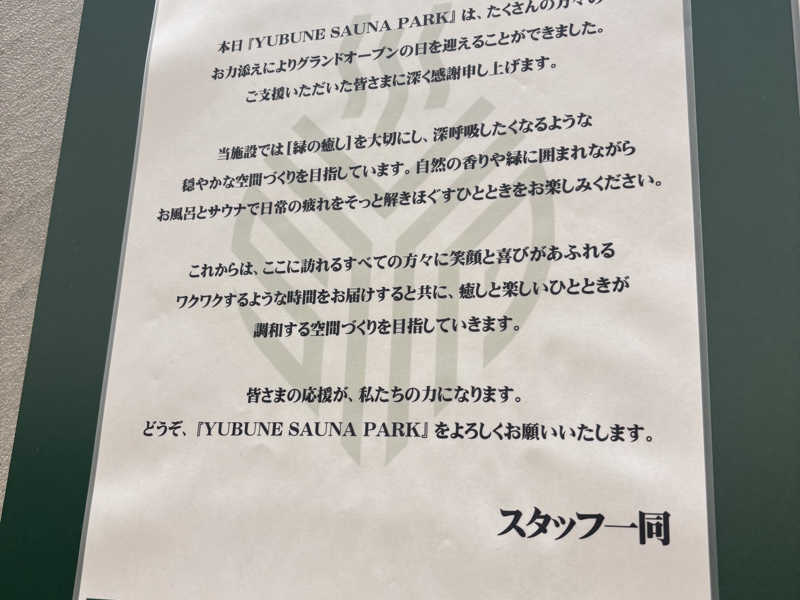 本日『YUBUNE SAUNA PARK』は、たくさんの方々の
お力添えによりグランドオープンの日を迎えることができました。
ご支援いただいた皆さまに深く感謝申し上げます。
当施設では[緑の癒し]を大切にし、深呼吸したくなるような
穏やかな空間づくりを目指しています。自然の香りや緑に囲まれながら
お風呂とサウナで日常の疲れをそっと解きほぐすひとときをお楽しみください。
これからは、ここに訪れるすべての方々に笑顔と喜びがあふれる
ワクワクするような時間をお届けすると共に、癒しと楽しいひとときが
調和する空間づくりを目指していきます。
皆さまの応援が、私たちの力になります。
どうぞ、『YUBUNE SAUNA PARK』をよろしくお願いいたします。
スタッフ一同